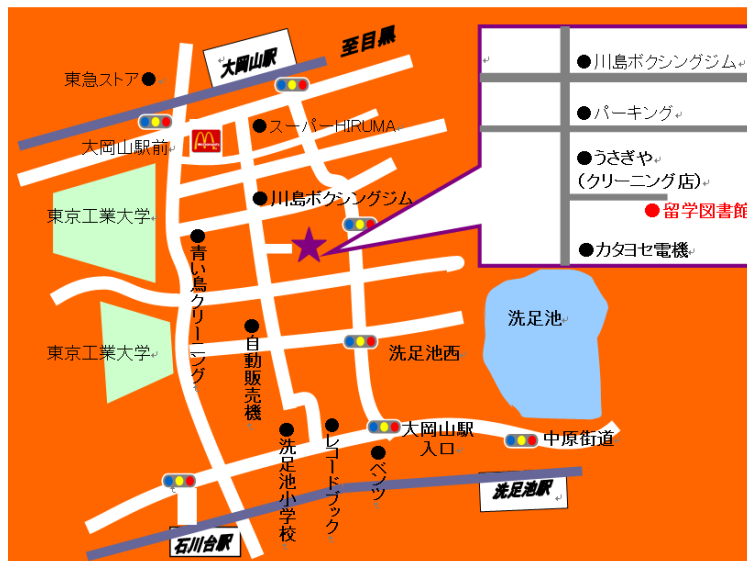 大岡山駅
至目黒
東急ストア
川島ボクシングジム
パーキング
うさぎや
(クリーニング店)
留学図書館
カタヨセ電機
大岡山駅前
スーパーHIRUMA
東京工業大学
川島ボクシングジム
青い鳥クリーニング
洗足池
東京工業大学
自動販売機
洗足池西
大岡山駅
入口
中原街道
洗足池小学校
レコードブック
ベンツ
洗足池駅
石川台駅